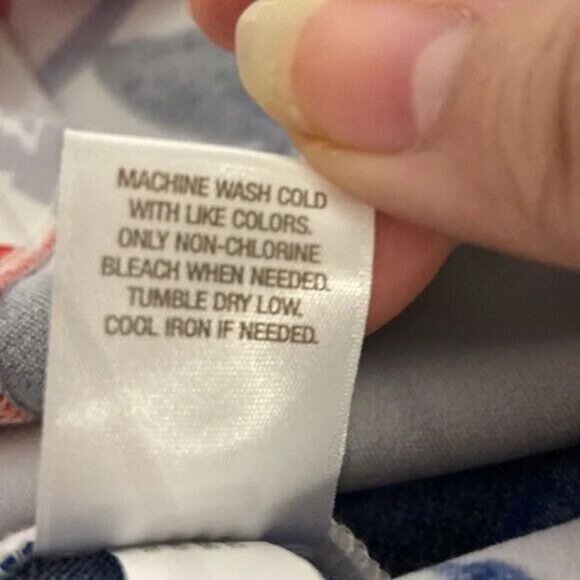 MACHINE WASH COLD
WITH LIKE COLORS.
ONLY NON-CHLORINE
BLEACH WHEN NEEDED.
TUMBLE DRY LOW.
COOL IRON IF NEEDED.